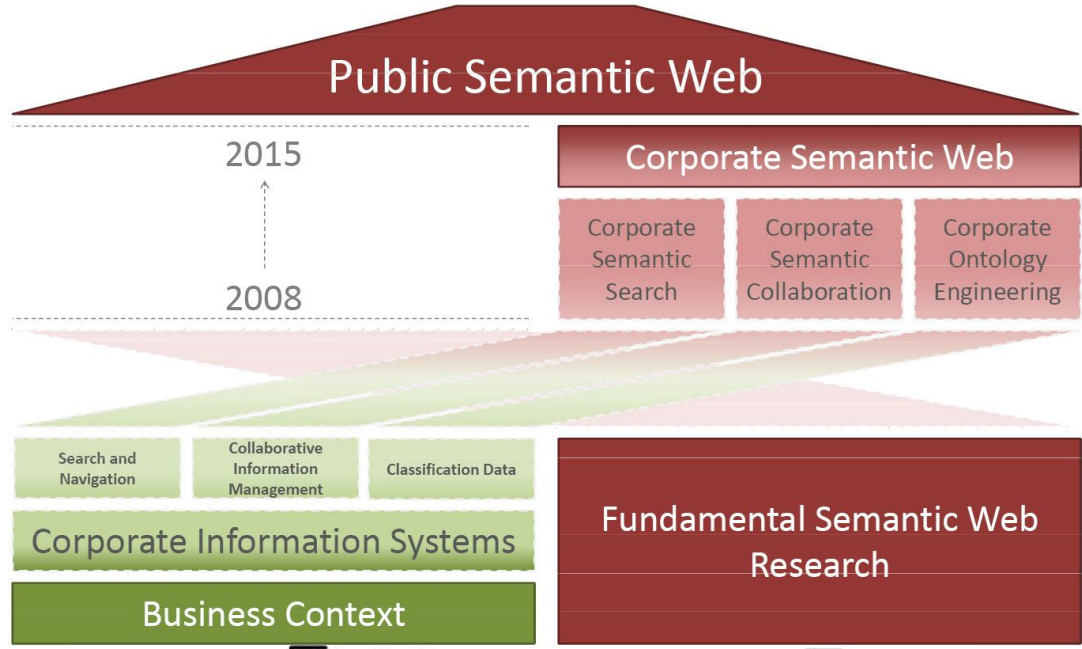 Public Semantic Web
2015
2008
Corporate Semantic Web
Corporate
Semantic
Search
Corporate
Semantic
Collaboration
Corporate
Ontology
Engineering
Search and
Navigation
Collaborative
Information
Management
Classification Data
Corporate Information Systems
Business Context
Fundamental Semantic Web
Research